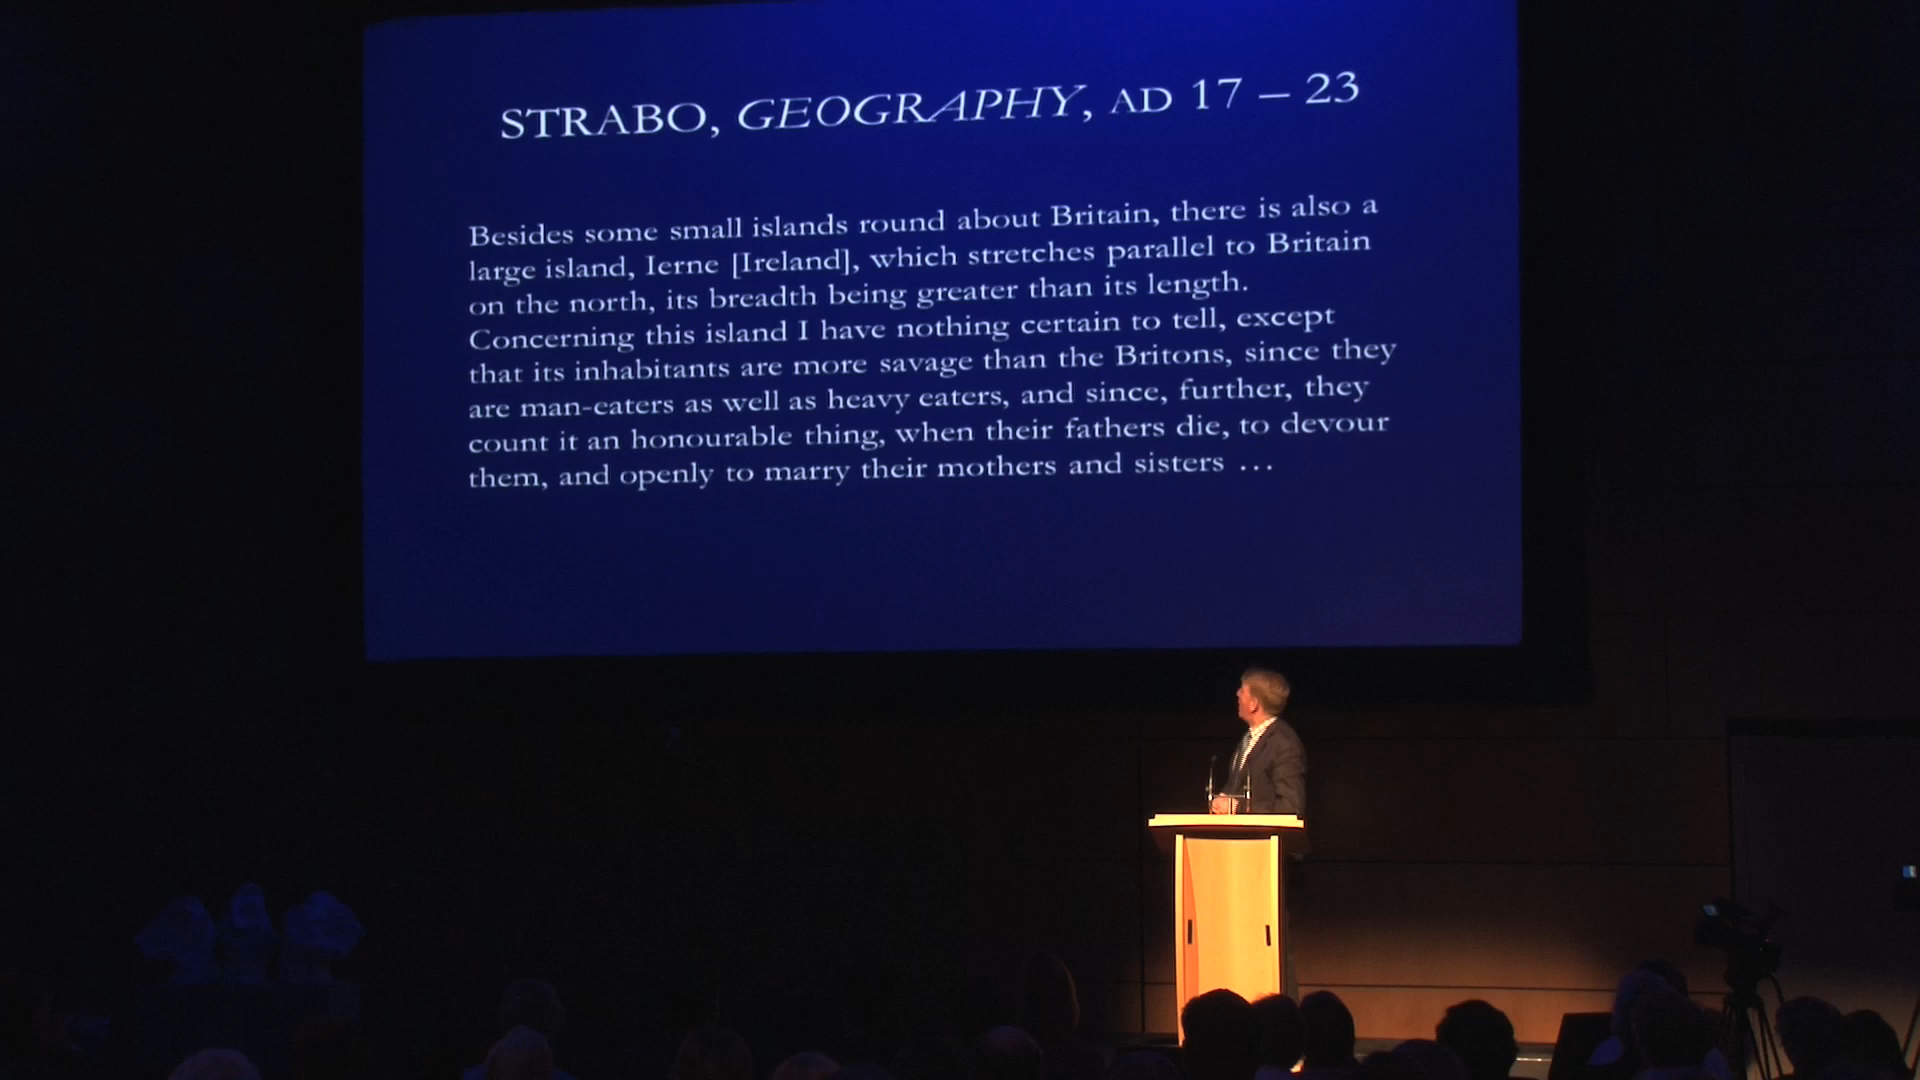 STRABO, GEOGRAPHY, AD 17 – 23
Besides some small islands round about Britain, there is also a
large island, Ierne [Ireland], which stretches parallel to Britain
on the north, its breadth being greater than its length.
Concerning this island I have nothing certain to tell, except
that its inhabitants are more savage than the Britons, since they
are man-eaters as well as heavy eaters, and since, further, they
count it an honourable thing, when their fathers die, to devour
them, and openly to marry their mothers and sisters …